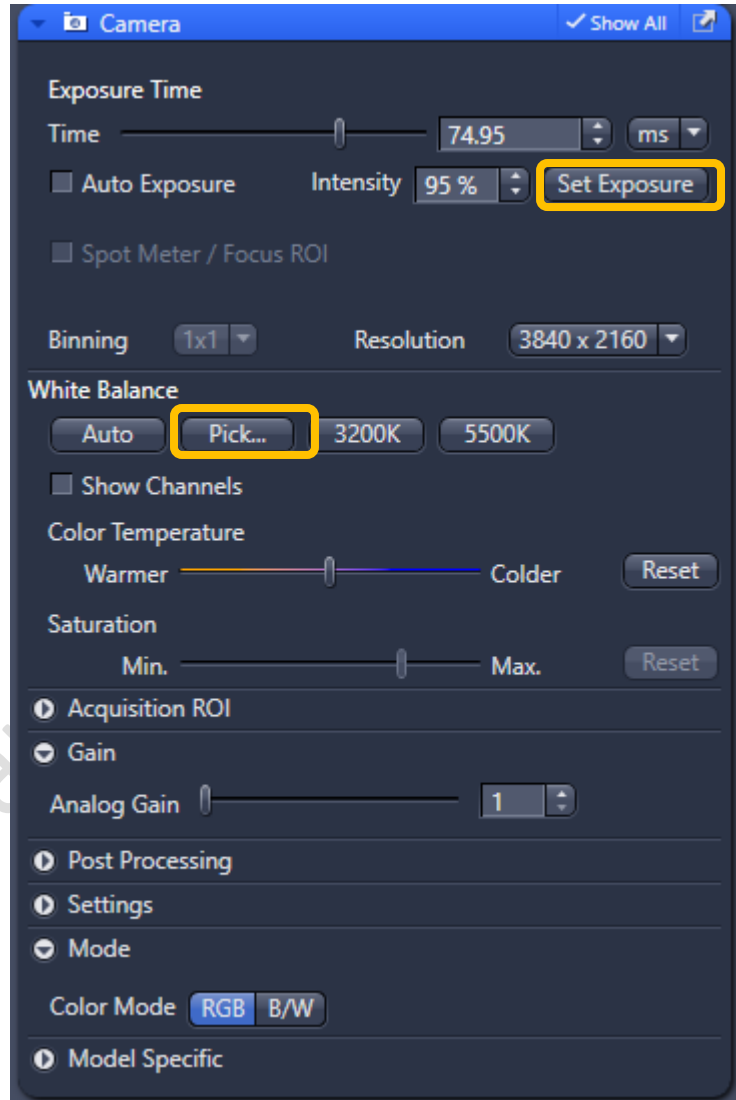 Camera Show All
Exposure Time
Time 74.95 ms
Auto Exposure Intensity 95 % Set Exposure
Spot Meter / Focus ROI
Binning 1x1 Resolution 3840 x 2160
White Balance
Auto Pick... 3200K 5500K
Show Channels
Color Temperature
Warmer Colder Reset
Saturation
Min. Max. Reset
Acquisition ROI
Gain
Analog Gain 1
Post Processing
Settings
Mode
Color Mode RGB B/W
Model Specific